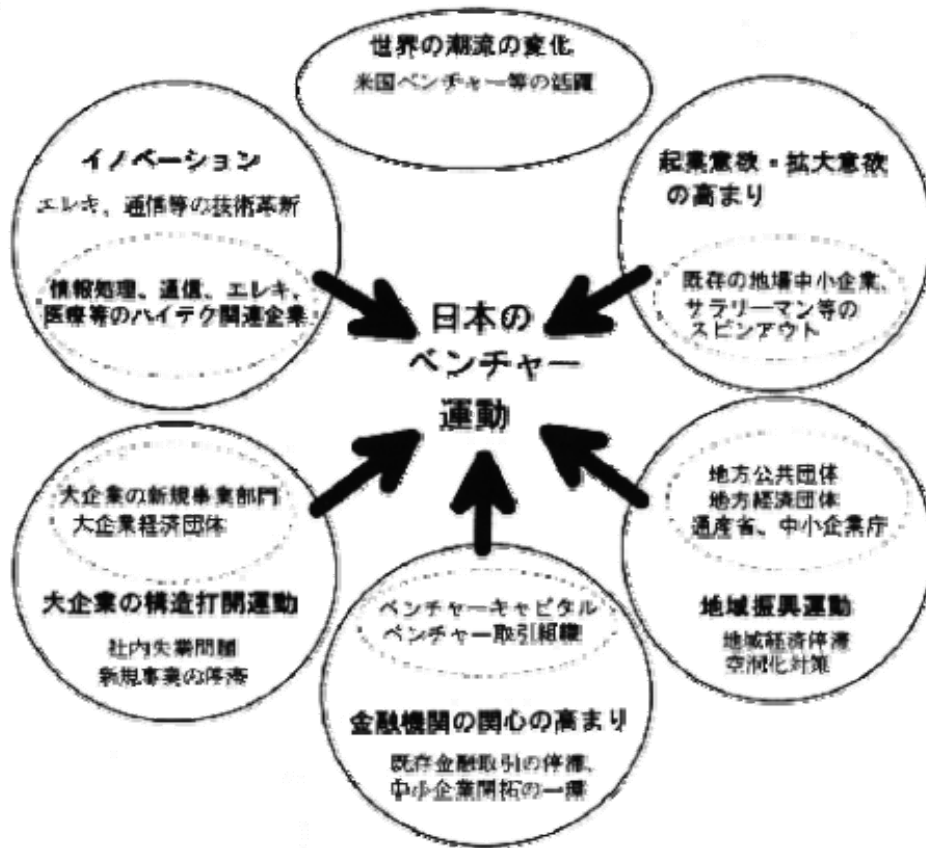 世界の潮流の変化
米国ベンチャー等の活躍
イノベーション
エレキ、通信等の技術革新
情報処理、通信、エレキ、
医療等のハイテク関連企業
起業意欲・拡大意欲
の高まり
既存の地場中小企業、
サラリーマン等の
スピンアウト
日本の
ベンチャー
運動
大企業の新規事業部門
大企業経済団体
大企業の構造打開運動
社内失業問題
新規事業の停滞
ベンチャーキャピタル
ベンチャー取引組織
金融機関の関心の高まり
既存金融取引の停滞、
中小企業開拓の一環
地方公共団体
地方経済団体
通産省、中小企業庁
地域振興運動
地域経済停滞
空洞化対策